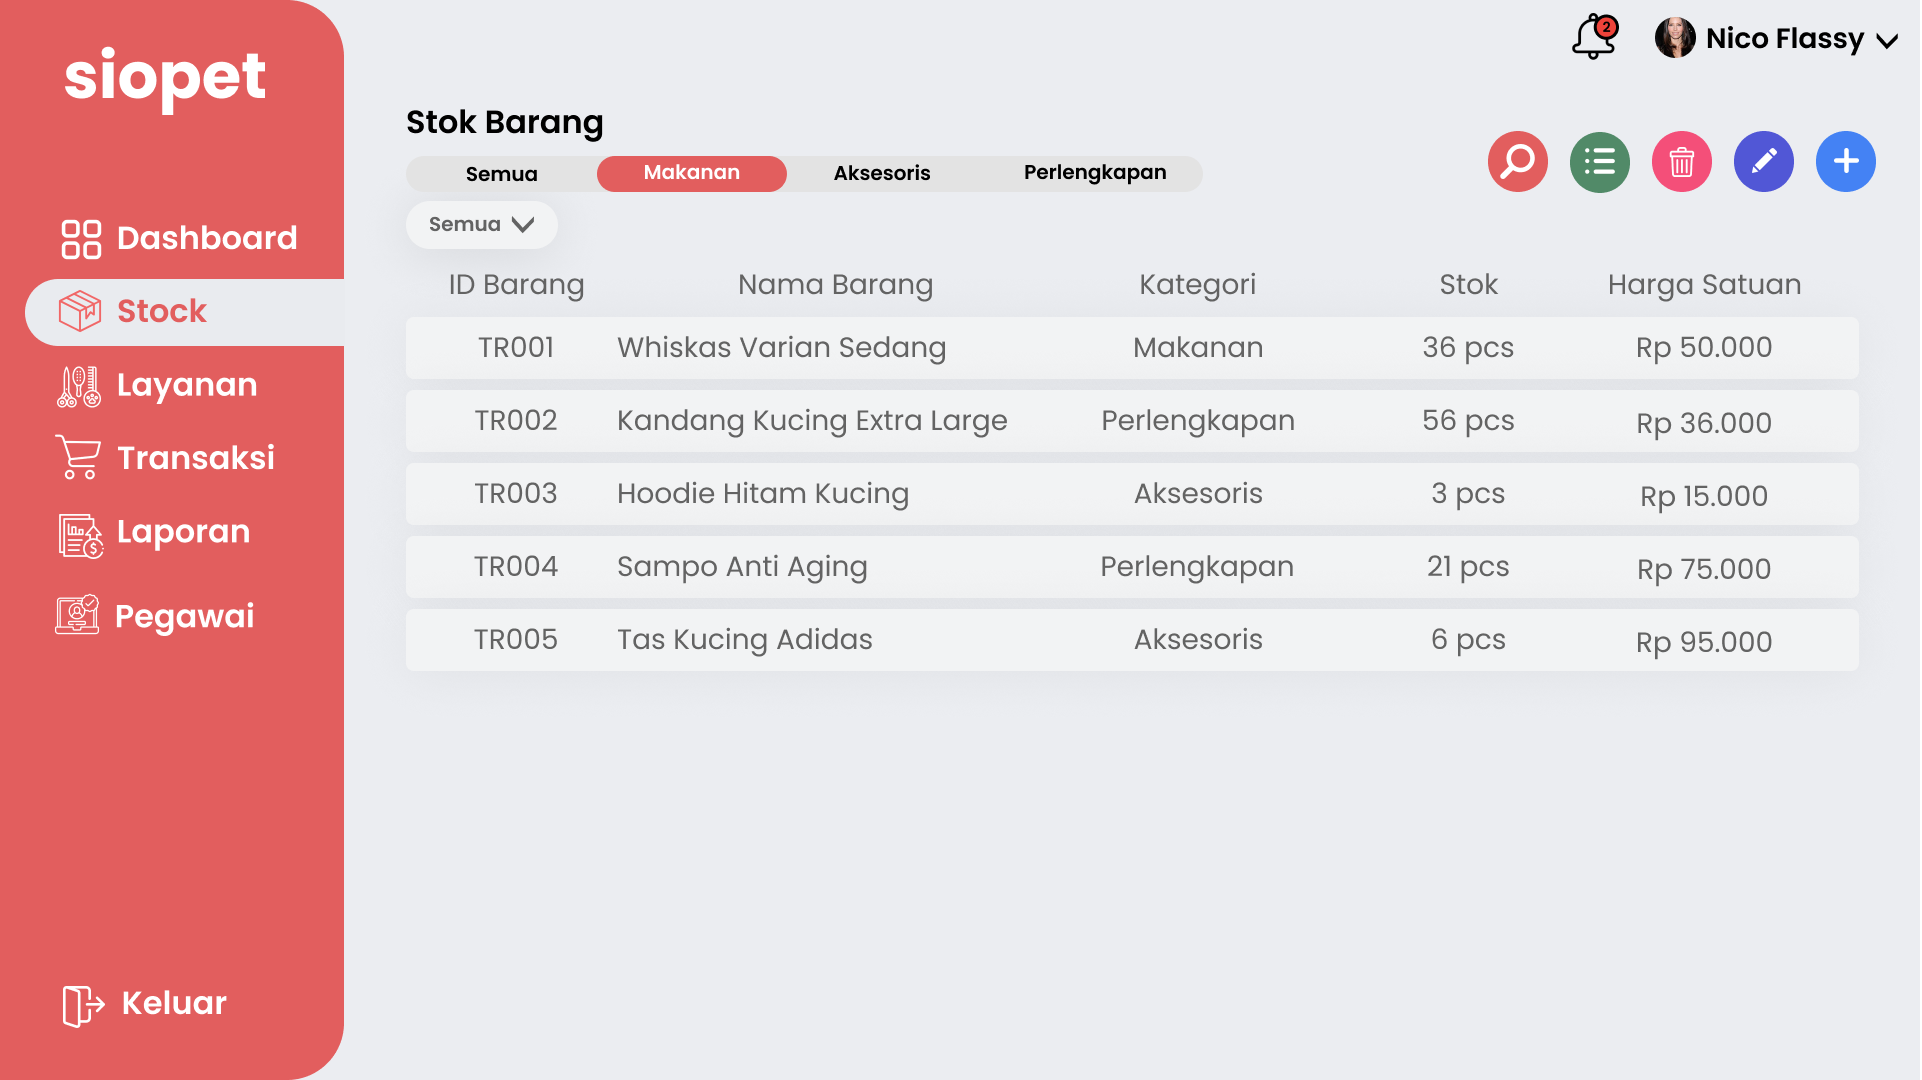 siopet
2
Nico Flassy
Stok Barang
Semua Makanan Aksesoris Perlengkapan
Semua
Dashboard
Stock
Layanan
Transaksi
Laporan
Pegawai
Keluar
ID Barang Nama Barang Kategori Stok Harga Satuan
TR001 Whiskas Varian Sedang Makanan 36 pcs Rp 50.000
TR002 Kandang Kucing Extra Large Perlengkapan 56 pcs Rp 36.000
TR003 Hoodie Hitam Kucing Aksesoris 3 pcs Rp 15.000
TR004 Sampo Anti Aging Perlengkapan 21 pcs Rp 75.000
TR005 Tas Kucing Adidas Aksesoris 6 pcs Rp 95.000